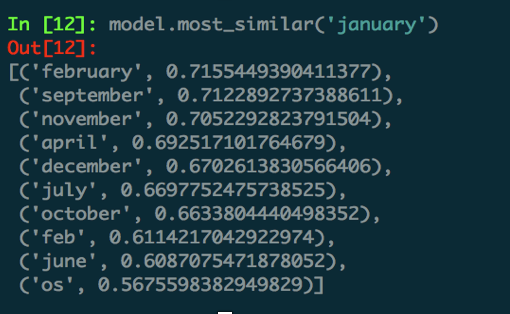 In [12]: model.most_similar('january')
Out[12]:
[('february', 0.7155449390411377),
('september', 0.7122892737388611),
('november', 0.7052292823791504),
('april', 0.692517101764679),
('december', 0.6702613830566406),
('july', 0.6697752475738525),
('october', 0.6633804440498352),
('feb', 0.6114217042922974),
('june', 0.6087075471878052),
('os', 0.5675598382949829)]